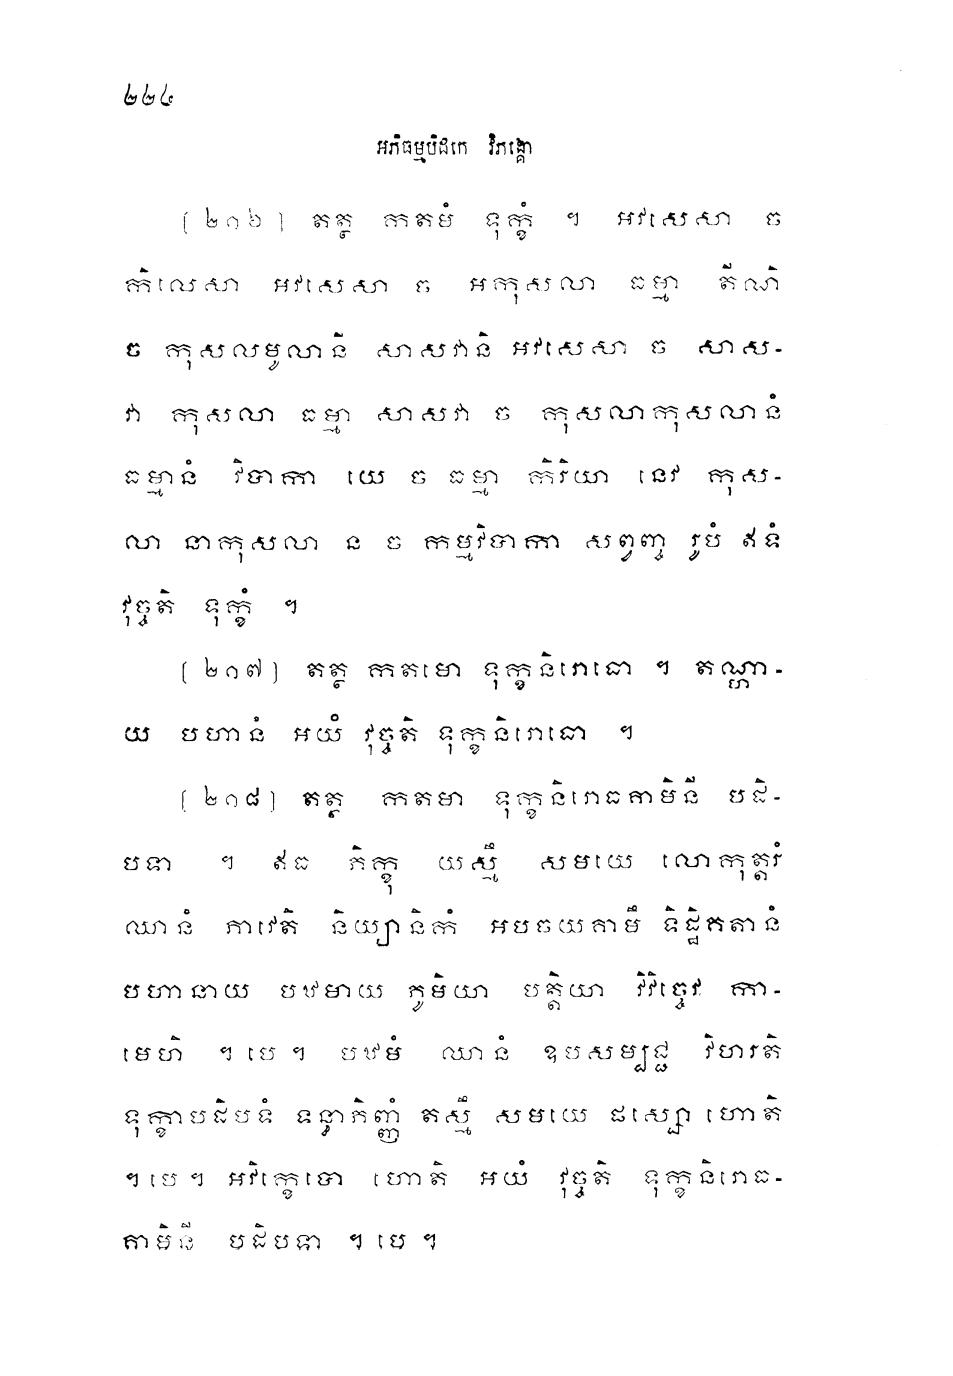 ២២៤
អភិធម្មបិដកេ វិភង្គោ
[២១៦] តត្ថ កតមំ ទុក្ខំ ។ អវសេសា ច
កិលេសា អវសេសា ច អកុសលា ធម្មា តីណិ
ច កុសលមូលានិ សាសវានិ អវសេសា ច សាស-
វា កុសលា ធម្មា សាសវា ច កុសលាកុសលានំ
ធម្មានំ វិបាកា យេ ច ធម្មា កិរិយា នេវ កុស-
លា នាកុសលា ន ច កម្មវិបាកា សព្វញ្ច រូបំ ឥទំ
វុច្ចតិ ទុក្ខំ ។
[២១៧] តត្ថ កតមោ ទុក្ខនិរោធោ ។ តណ្ហា-
យ បហានំ អយំ វុច្ចតិ ទុក្ខនិរោធោ ។
[២១៨] តត្ថ កតមា ទុក្ខនិរោធគាមិនី បដិ-
បទា ។ ឥធ ភិក្ខុ យស្មឹ សមយេ លោកុត្តរំ
ឈានំ ភាវេតិ និយ្យានិកំ អបចយគាមឹ ទិដ្ឋិគតានំ
បហានាយ បឋមាយ ភូមិយា បត្តិយា វិវិច្ចេវ កា-
មេហិ ។ បេ ។ បឋមំ ឈានំ ឧបសម្បជ្ជ វិហរតិ
ទុក្ខាបដិបទំ ទន្ធាភិញ្ញំ តស្មឹ សមយេ ផស្សោ ហោតិ
។ បេ ។ អវិក្ខេបោ ហោតិ អយំ វុច្ចតិ ទុក្ខនិរោធ-
គាមិនី បដិបទា ។ បេ ។